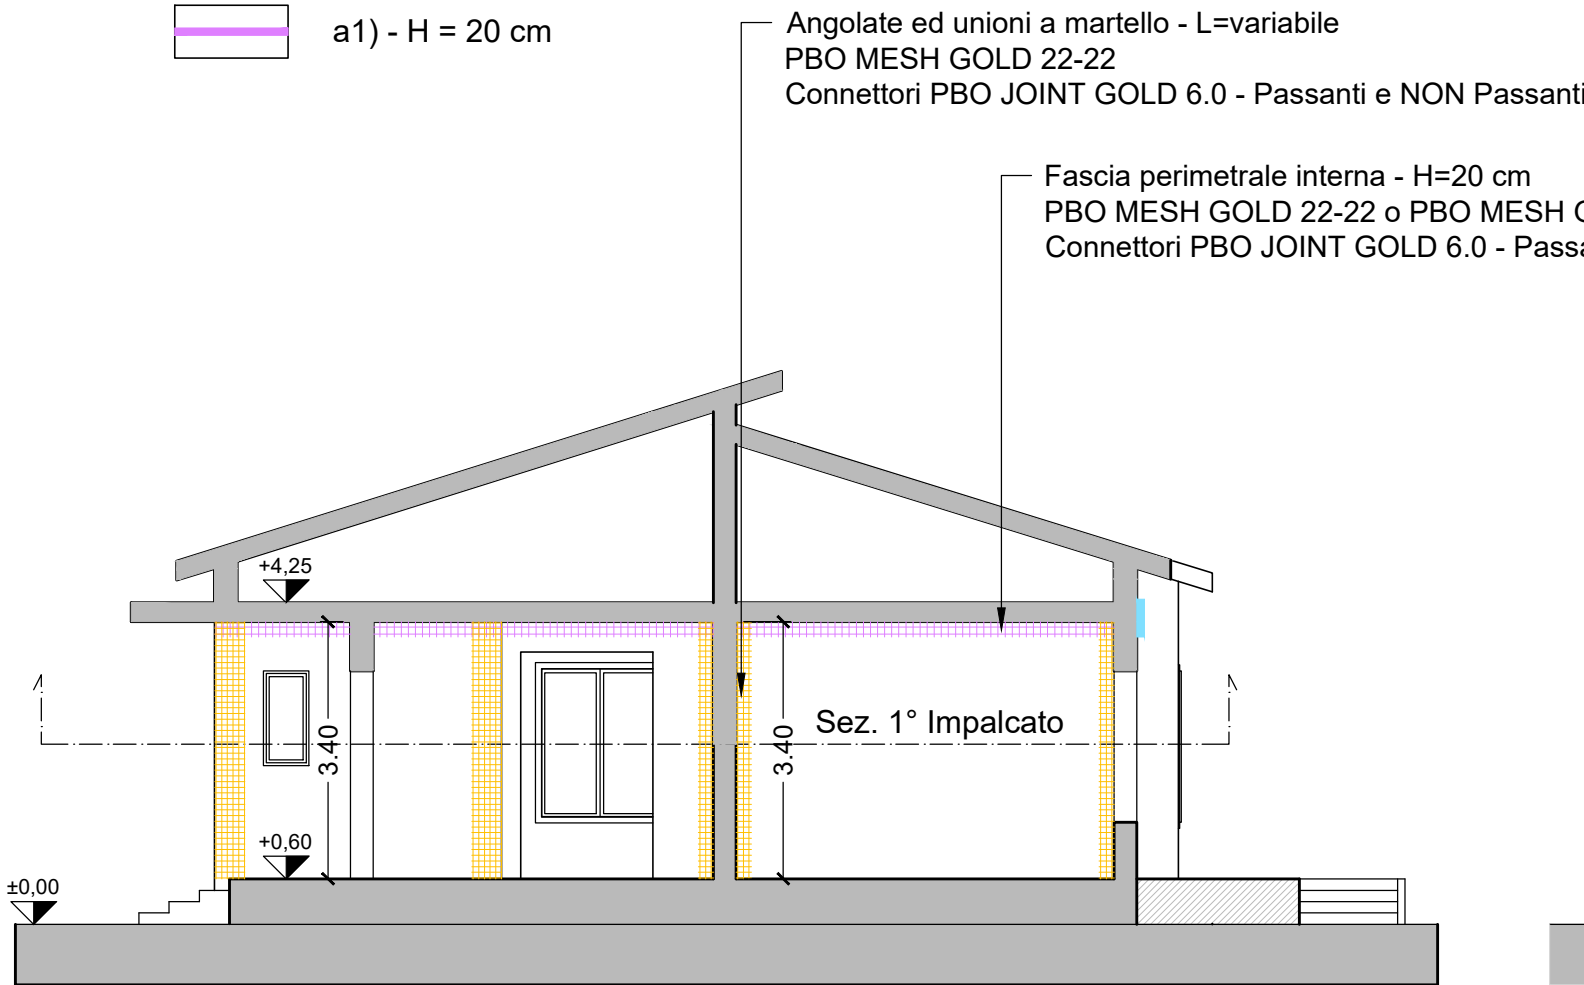 a1) - H = 20 cm
Angolate ed unioni a martello - L=variabile
PBO MESH GOLD 22-22
Connettori PBO JOINT GOLD 6.0 - Passanti e NON Passanti
Fascia perimetrale interna - H=20 cm
PBO MESH GOLD 22-22 o PBO MESH
Connettori PBO JOINT GOLD 6.0 -
+4,25
3.40
3.40
Sez. 1° Impalcato
+0,60
±0,00